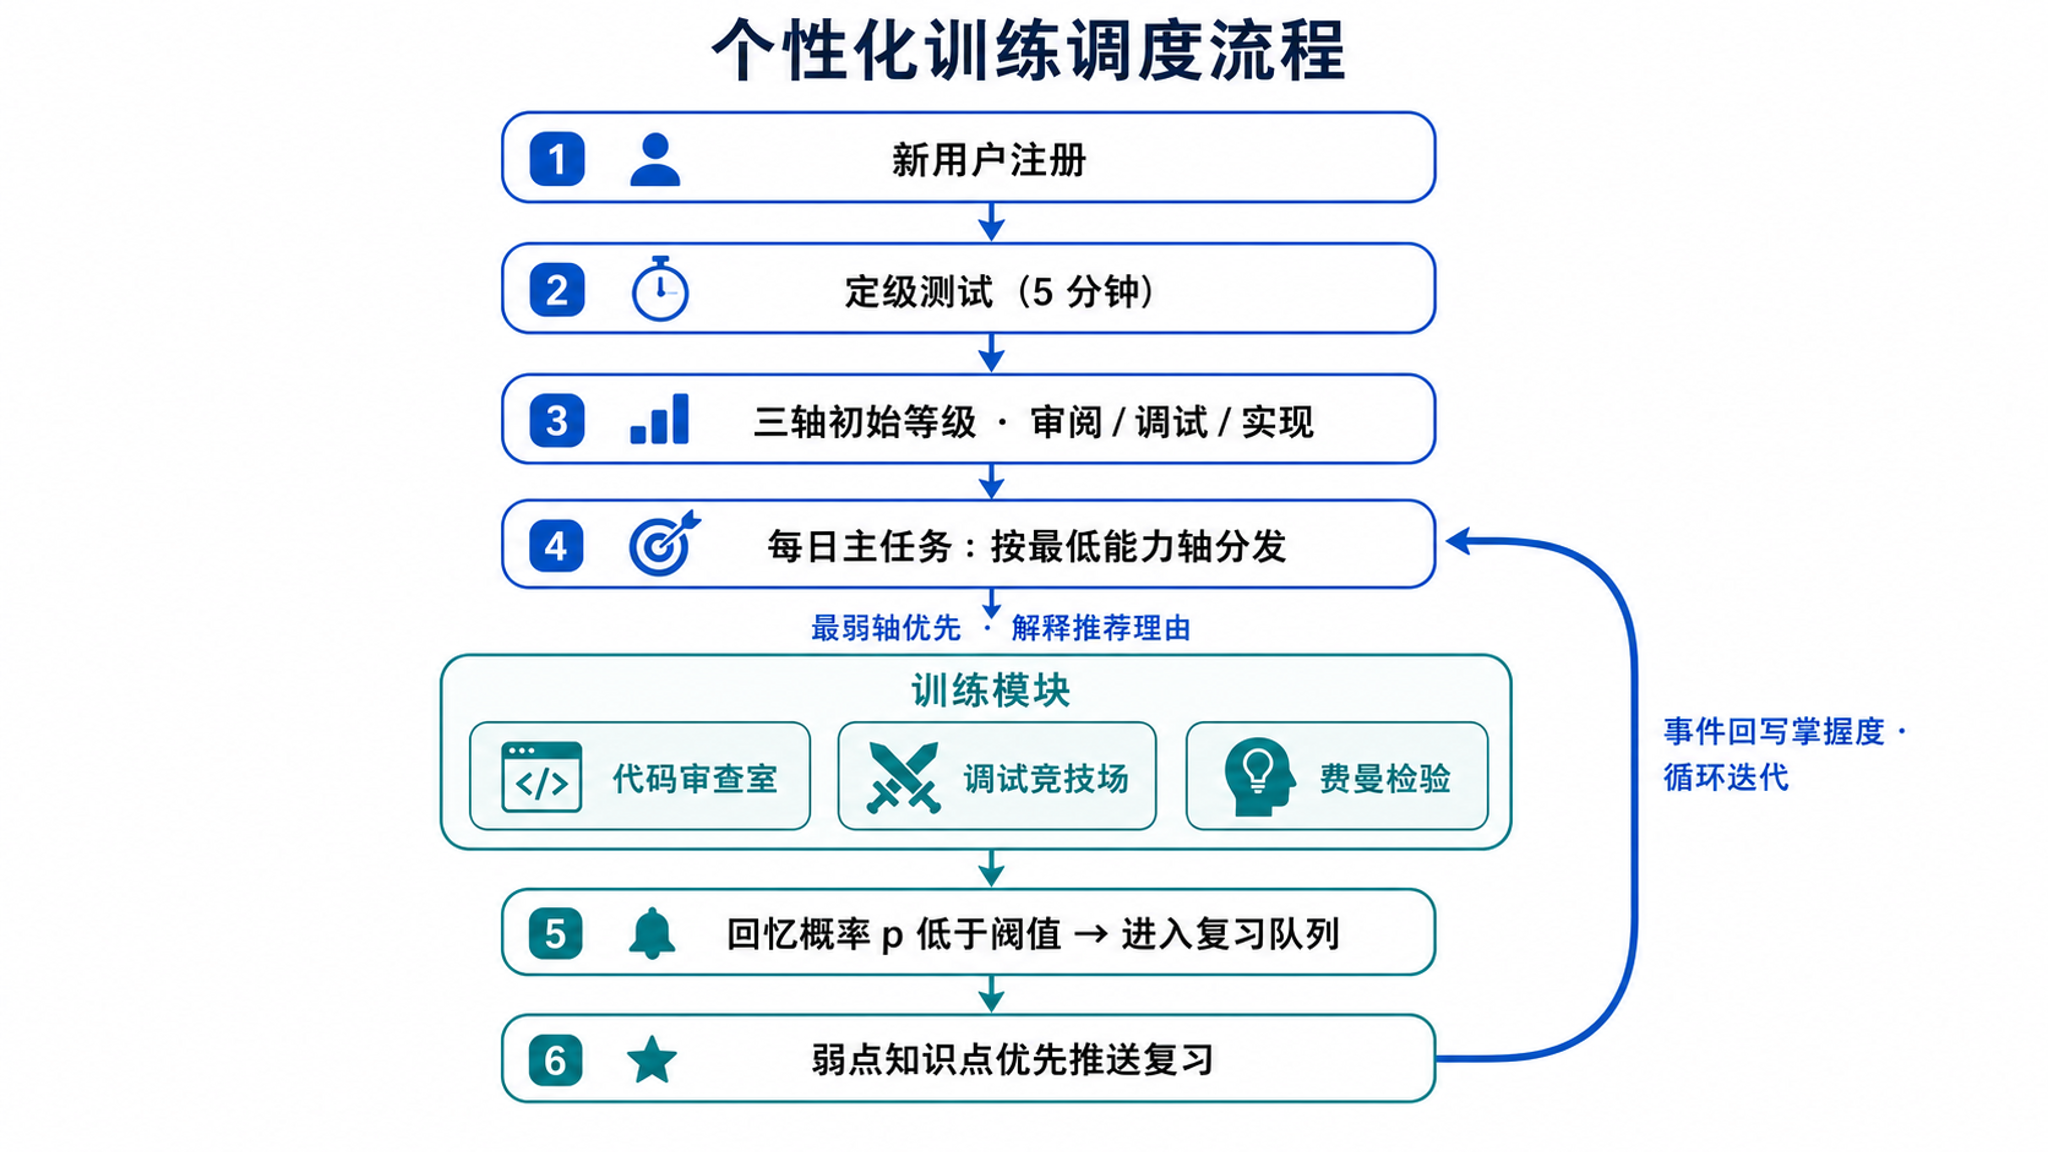 个性化训练调度流程
1 新用户注册
2 定级测试（5 分钟）
3 三轴初始等级 · 审阅 / 调试 / 实现
4 每日主任务：按最低能力轴分发
最弱轴优先 · 解释推荐理由
训练模块
</> 代码审查室
调试竞技场
费曼检验
5 回忆概率 p 低于阀值 → 进入复习队列
6 弱点知识点优先推送复习
事件回写掌握度 ·
循环迭代